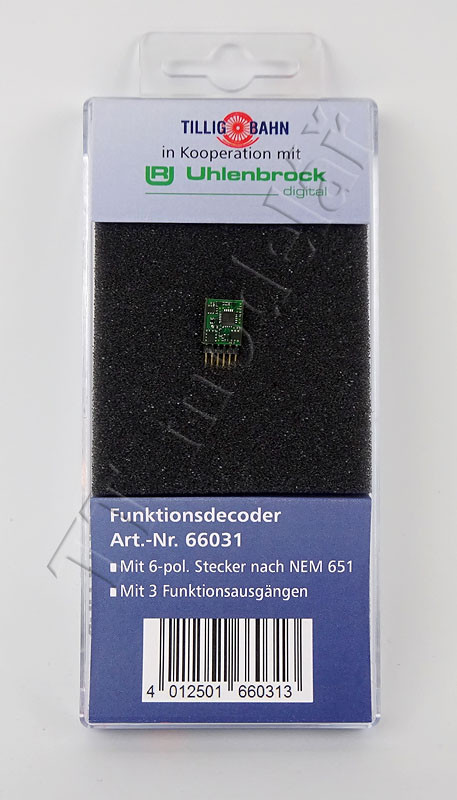 TILLIG BAHN
in Kooperation mit
Uhlenbrock
digital
Funktionsdecoder
Art.-Nr. 66031
Mit 6-pol. Stecker nach NEM 651
Mit 3 Funktionsausgängen
4 012501 660313